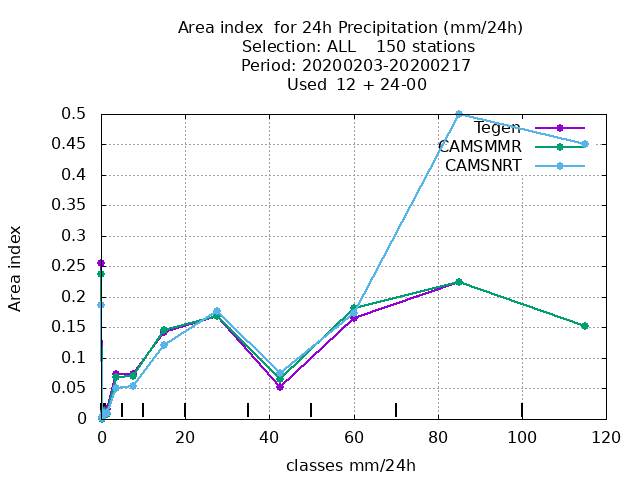 Area index  for 24h Precipitation (mm/24h)
Selection: ALL    150 stations
Period: 20200203-20200217
Used  12 + 24-00
0.5
0.45
0.4
0.35
0.3
0.25
0.2
0.15
0.1
0.05
0
Area index
Tegen
CAMSMMR
CAMSNRT
0 20 40 60 80 100 120
classes mm/24h